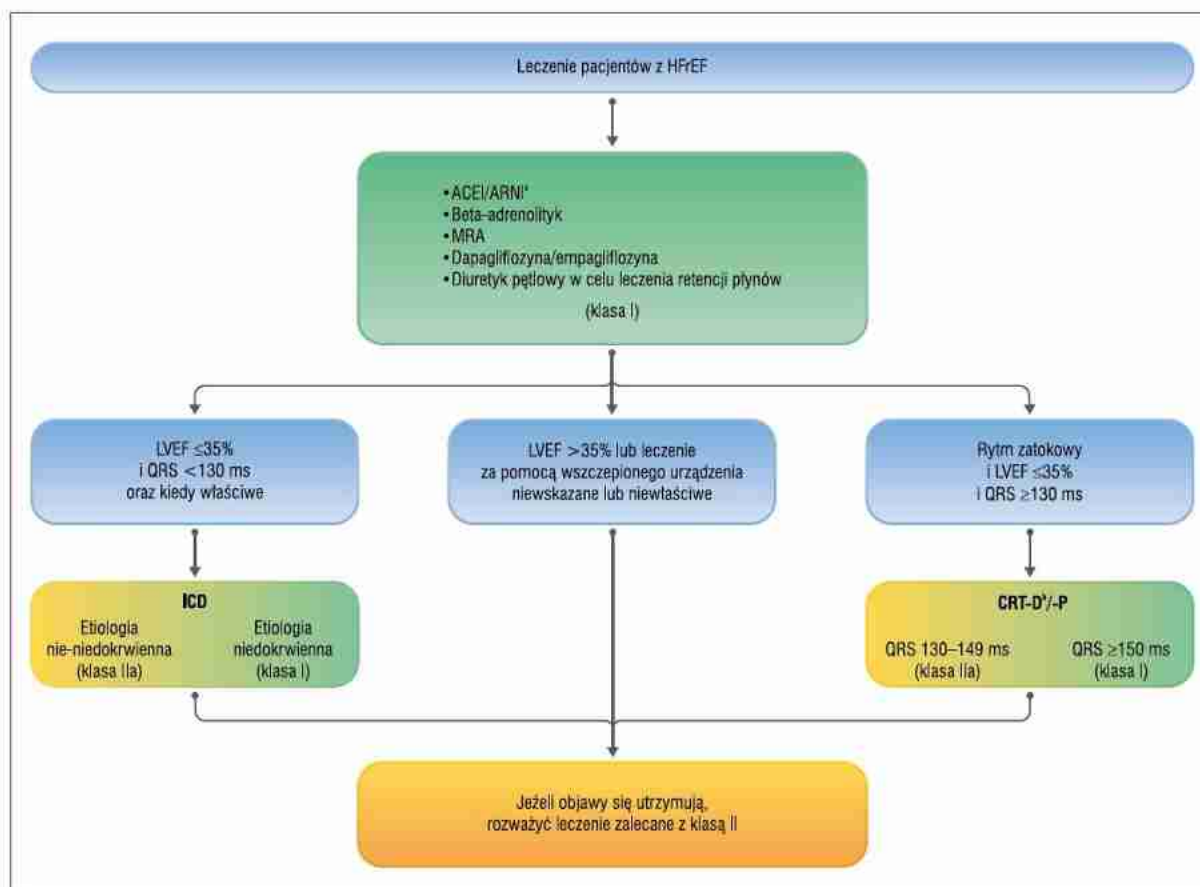 Leczenie pacjentów z HFrEF
•ACEI/ARNIᵃ
•Beta-adrenolityk
•MRA
•Dapagliflozyna/empagliflozyna
•Diuretyk pętlowy w celu leczenia retencji płynów
(klasa I)
LVEF ≤35%
i QRS <130 ms
oraz kiedy właściwe
LVEF >35% lub leczenie
za pomocą wszczepionego urządzenia
niewskazane lub niewłaściwe
Rytm zatokowy
i LVEF ≤35%
i QRS ≥130 ms
ICD
Etiologia
nie-niedokrwienna
(klasa IIa)
Etiologia
niedokrwienna
(klasa I)
CRT-Dᵇ/-P
QRS 130–149 ms
(klasa IIa)
QRS ≥150 ms
(klasa I)
Jeżeli objawy się utrzymują,
rozważyć leczenie zalecane z klasą II